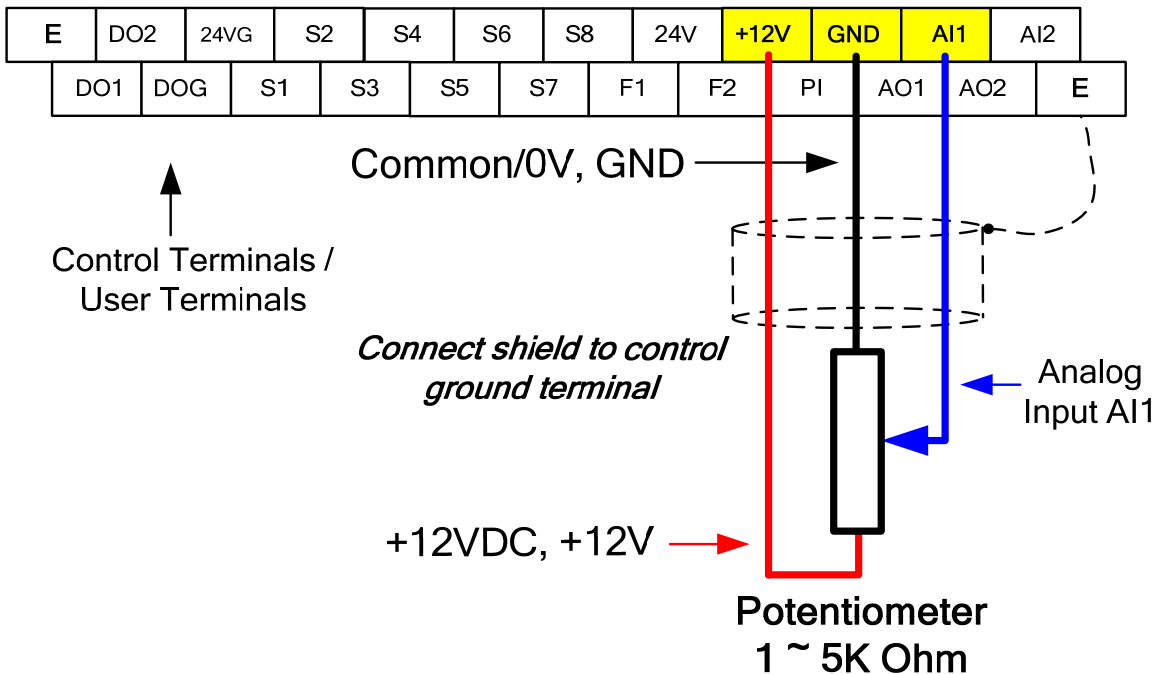 E DO2 24VG S2 S4 S6 S8 24V +12V GND AI1 AI2
DO1 DOG S1 S3 S5 S7 F1 F2 PI AO1 AO2 E
Common/0V, GND
Control Terminals /
User Terminals
Connect shield to control
ground terminal
Analog
Input AI1
+12VDC, +12V
Potentiometer
1 ~ 5K Ohm